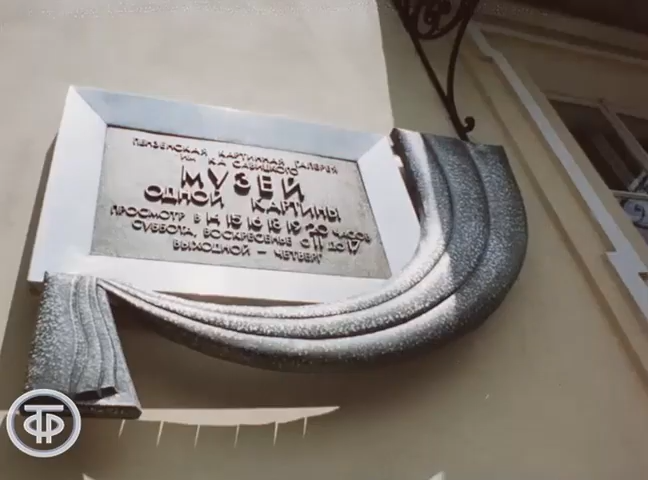 ПЕНЗЕНСКАЯ КАРТИННАЯ ГАЛЕРЕЯ
ИМ. К.А. САВИЦКОГО
МУЗЕЙ
ОДНОЙ КАРТИНЫ
ПРОСМОТР В 14 15 16 18 19 20 ЧАСОВ
СУББОТА, ВОСКРЕСЕНЬЕ С 11 ДО 17
ВЫХОДНОЙ — ЧЕТВЕРГ